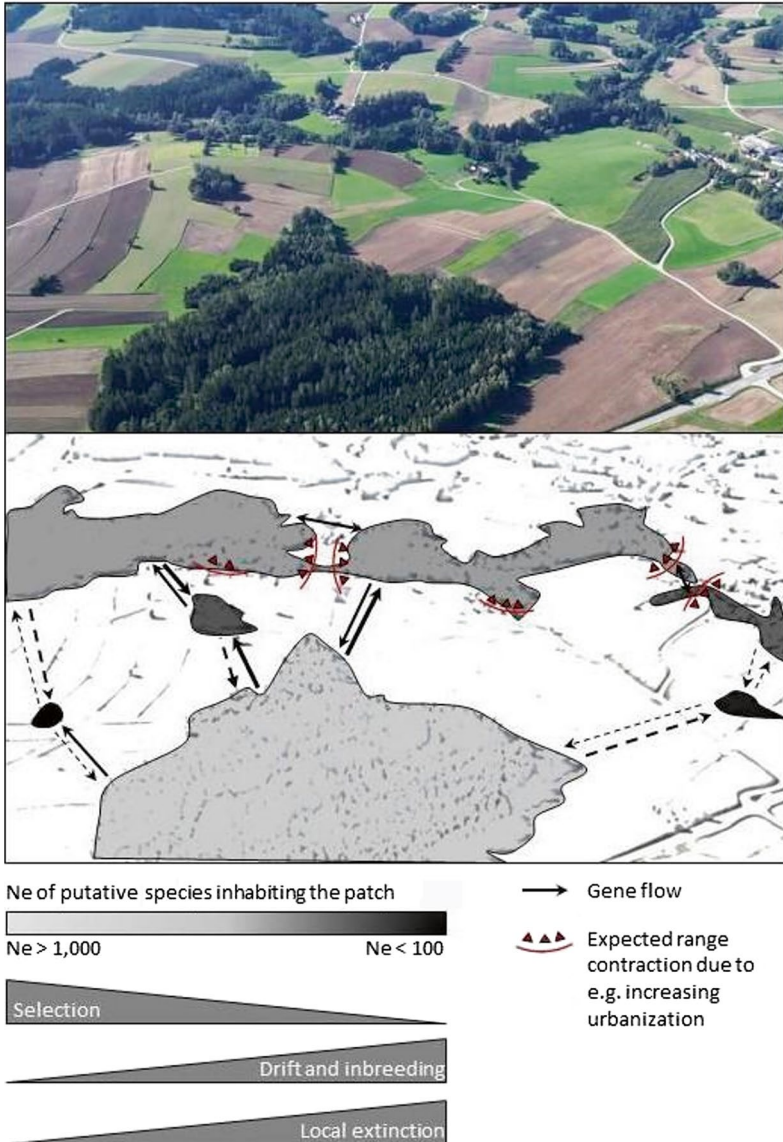 Ne of putative species inhabiting the patch
Ne > 1,000
Ne < 100
Selection
Drift and inbreeding
Local extinction
Gene flow
Expected range
contraction due to
e.g. increasing
urbanization